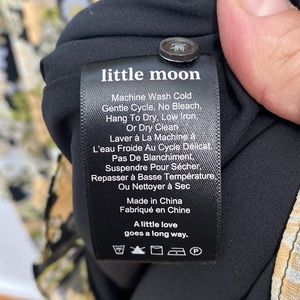 little moon
Machine Wash Cold
Gentle Cycle, No Bleach,
Hang To Dry, Low Iron,
Or Dry Clean
Laver À La Machine à
L'eau Froide Au Cycle Délicat,
Pas De Blanchiment,
Suspendre Pour Sécher,
Repasser à Basse Température,
Ou Nettoyer à Sec
Made in China
Fabriqué en Chine
A little love
goes a long way.